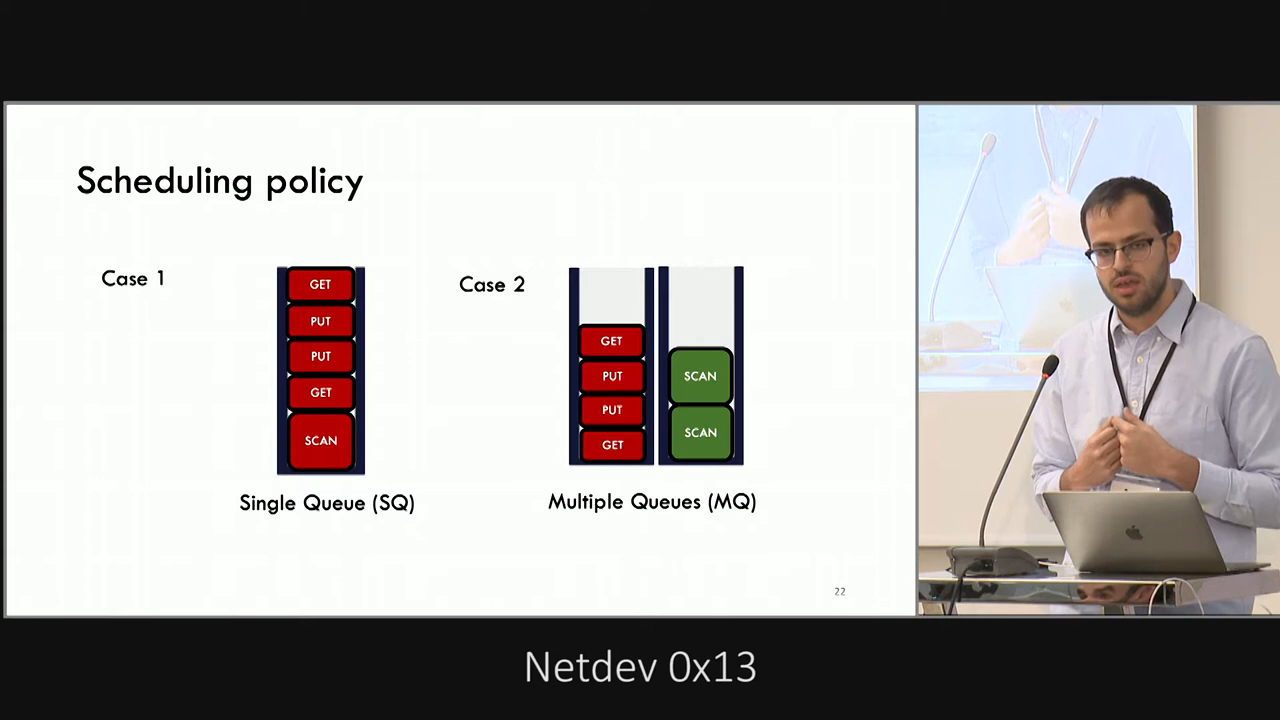 Scheduling policy
Case 1
GET
PUT
PUT
GET
SCAN
Single Queue (SQ)
Case 2
GET
PUT
PUT
GET
SCAN
SCAN
Multiple Queues (MQ)
22
Netdev 0x13